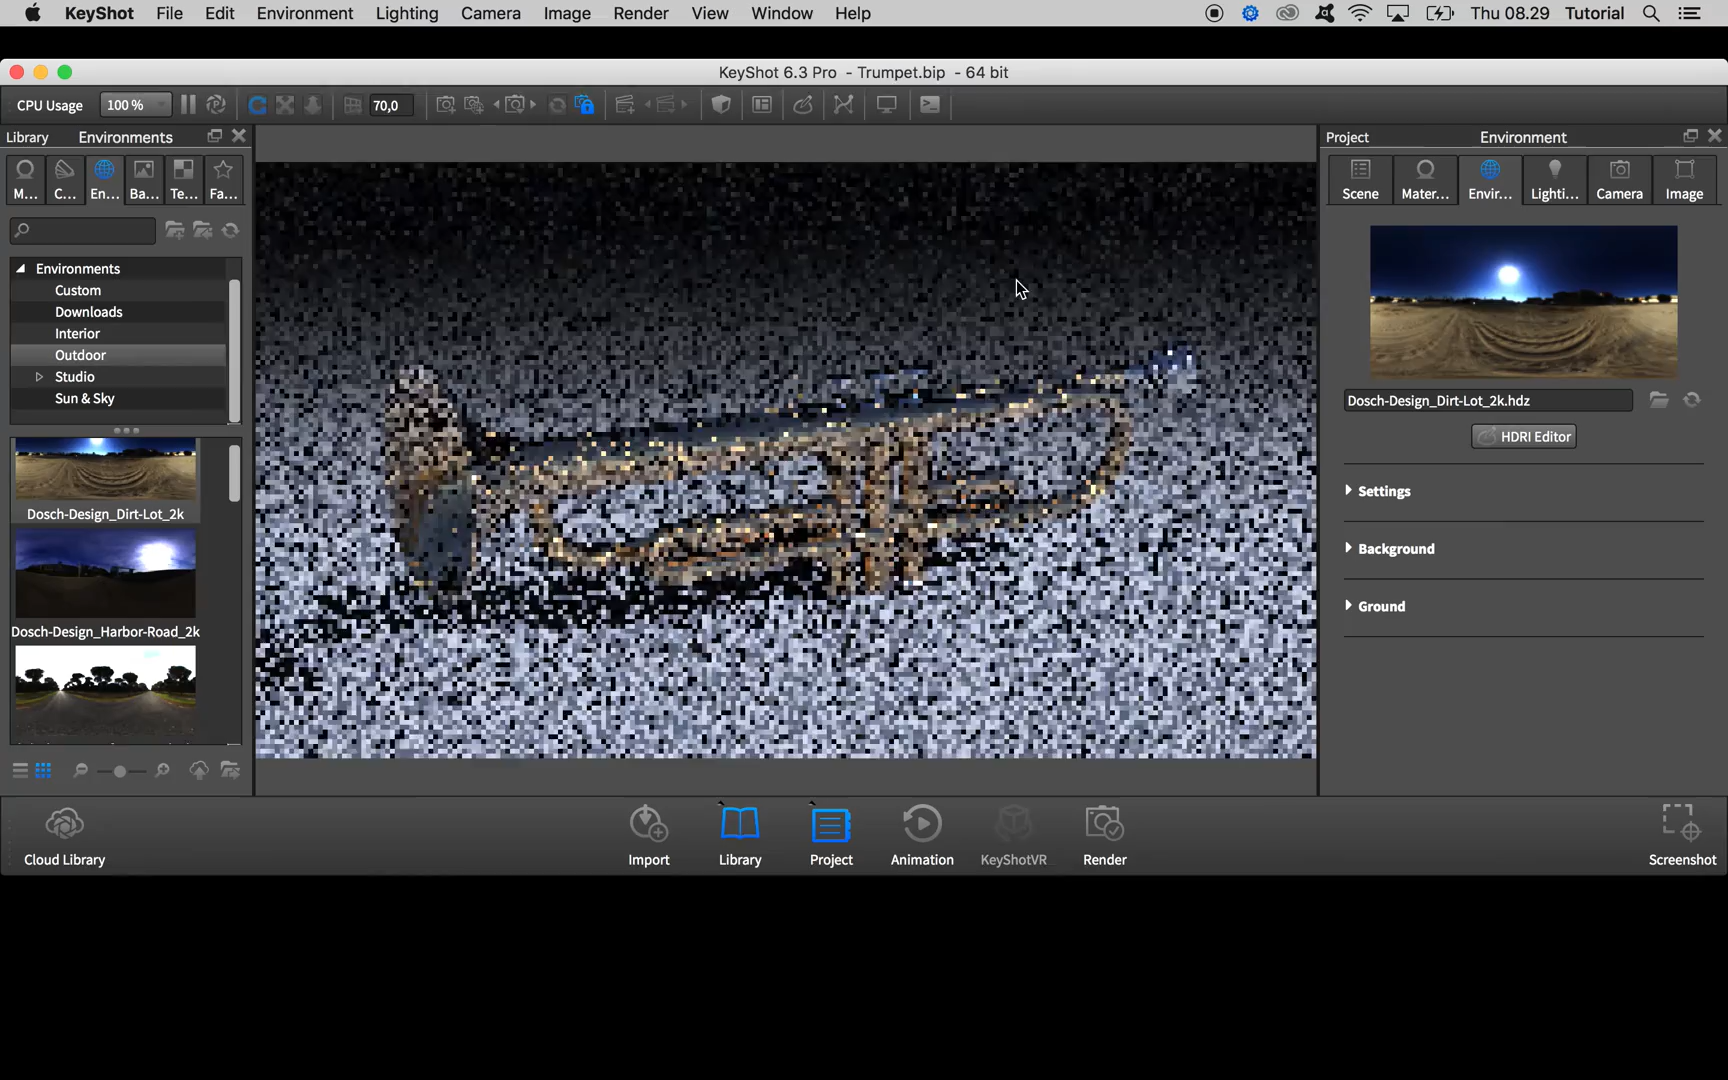 KeyShot File Edit Environment Lighting Camera Image Render View Window Help Thu 08.29 Tutorial
KeyShot 6.3 Pro - Trumpet.bip - 64 bit
CPU Usage 100 % 70,0
Library Environments
Project Environment
M... C... En... Ba... Te... Fa...
Scene Mater... Envir... Lighti... Camera Image
Environments
Custom
Downloads
Interior
Outdoor
Studio
Sun & Sky
Dosch-Design_Dirt-Lot_2k
Dosch-Design_Harbor-Road_2k
Dosch-Design_Dirt-Lot_2k.hdz
HDRI Editor
Settings
Background
Ground
Cloud Library Import Library Project Animation KeyShotVR Render Screenshot